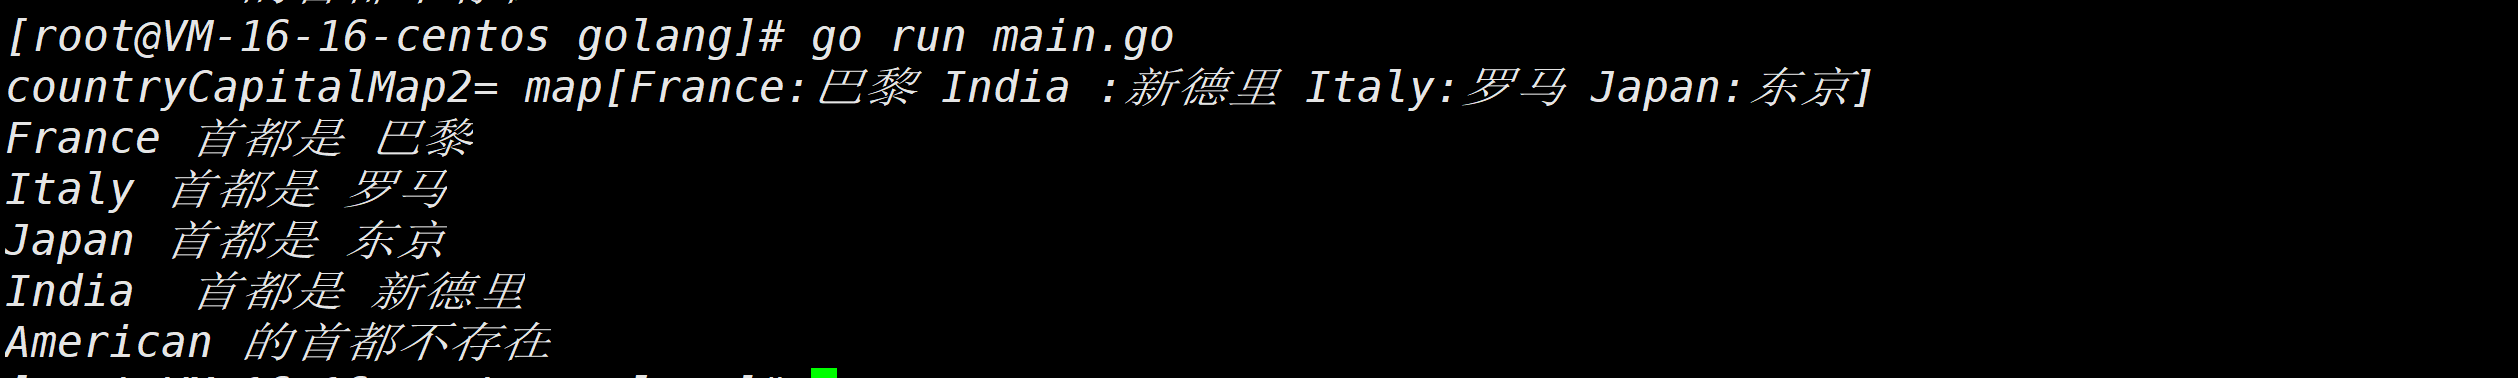 [root@VM-16-16-centos golang]# go run main.go
countryCapitalMap2= map[France:巴黎 India :新德里 Italy:罗马 Japan:东京]
France 首都是 巴黎
Italy 首都是 罗马
Japan 首都是 东京
India  首都是 新德里
American 的首都不存在